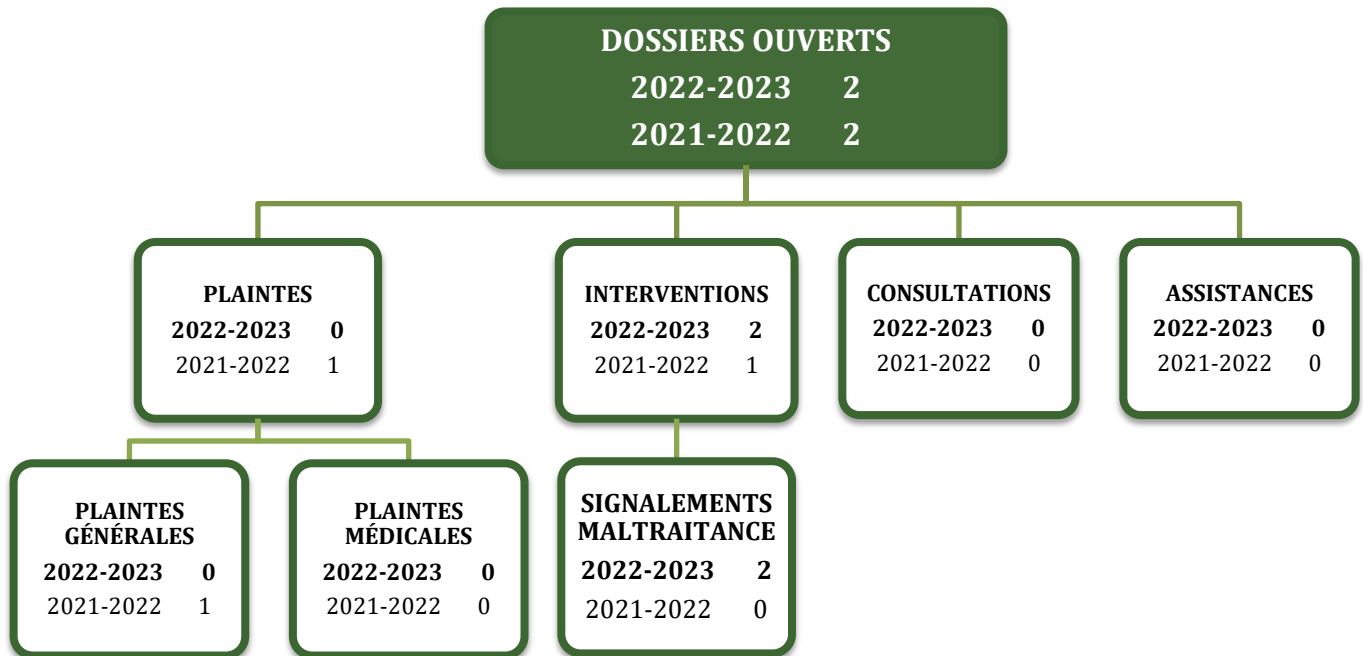 DOSSIERS OUVERTS
2022-2023 2
2021-2022 2
PLAINTES
2022-2023 0
2021-2022 1
INTERVENTIONS
2022-2023 2
2021-2022 1
CONSULTATIONS
2022-2023 0
2021-2022 0
ASSISTANCES
2022-2023 0
2021-2022 0
PLAINTES
GÉNÉRALES
2022-2023 0
2021-2022 1
PLAINTES
MÉDICALES
2022-2023 0
2021-2022 0
SIGNALEMENTS
MALTRAITANCE
2022-2023 2
2021-2022 0